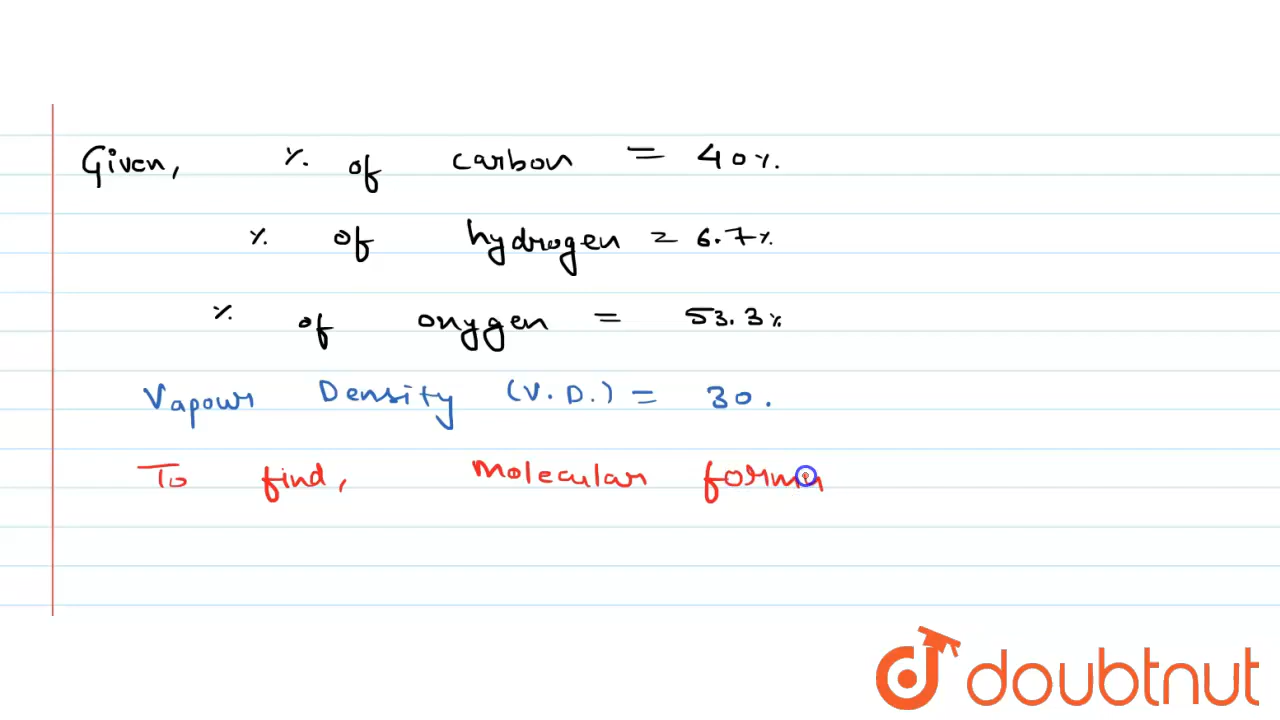 Given, % of carbon = 40%.
% of hydrogen = 6.7%.
% of oxygen = 53.3%
Vapour Density (V.D.) = 30.
To find, Molecular form
doubtnut